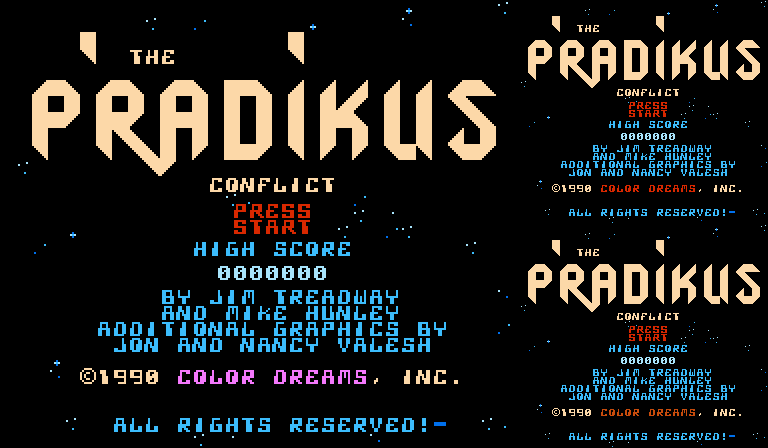 THE
PRADIKUS
CONFLICT
PRESS
START
HIGH SCORE
0000000
BY JIM TREADWAY
AND MIKE HUNLEY
ADDITIONAL GRAPHICS BY
JON AND NANCY VALESH
©1990 COLOR DREAMS, INC.
ALL RIGHTS RESERVED!-
THE
PRADIKUS
CONFLICT
PRESS
START
HIGH SCORE
0000000
BY JIM TREADWAY
AND MIKE HUNLEY
ADDITIONAL GRAPHICS BY
JON AND NANCY VALESH
©1990 COLOR DREAMS, INC.
ALL RIGHTS RESERVED!-
THE
PRADIKUS
CONFLICT
PRESS
START
HIGH SCORE
0000000
BY JIM TREADWAY
AND MIKE HUNLEY
ADDITIONAL GRAPHICS BY
JON AND NANCY VALESH
©1990 COLOR DREAMS, INC.
ALL RIGHTS RESERVED!-